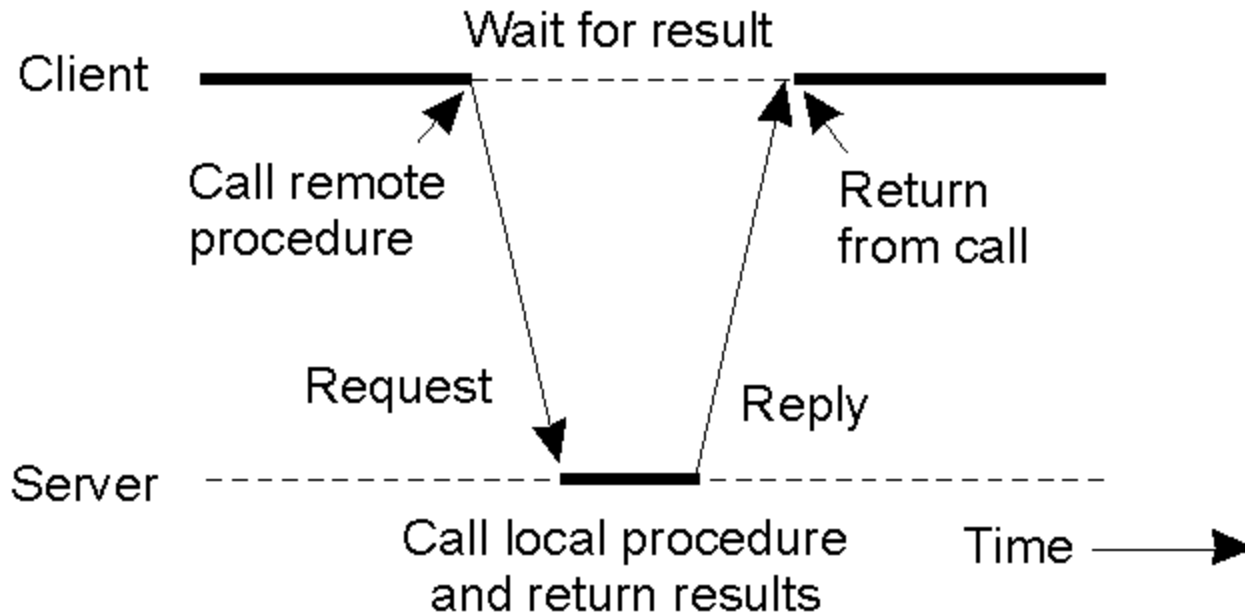 Wait for result
Client
Call remote
procedure
Return
from call
Request
Reply
Server
Call local procedure
and return results
Time